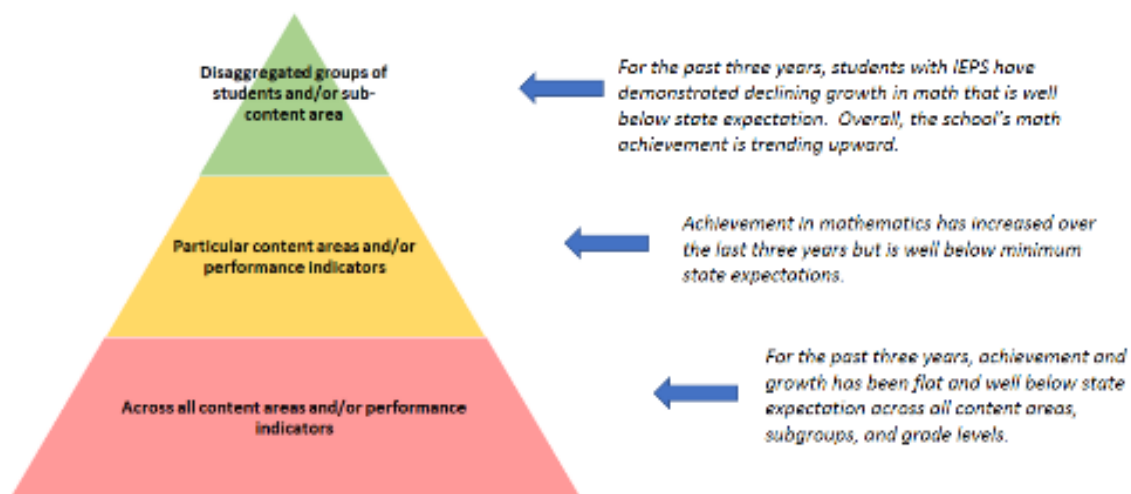 Disaggregated groups of
students and/or sub-
content area
For the past three years, students with IEPS have
demonstrated declining growth in math that is well
below state expectation.  Overall, the school's math
achievement is trending upward.
Particular content areas and/or
performance indicators
Achievement in mathematics has increased over
the last three years but is well below minimum
state expectations.
Across all content areas and/or performance
indicators
For the past three years, achievement and
growth has been flat and well below state
expectation across all content areas,
subgroups, and grade levels.